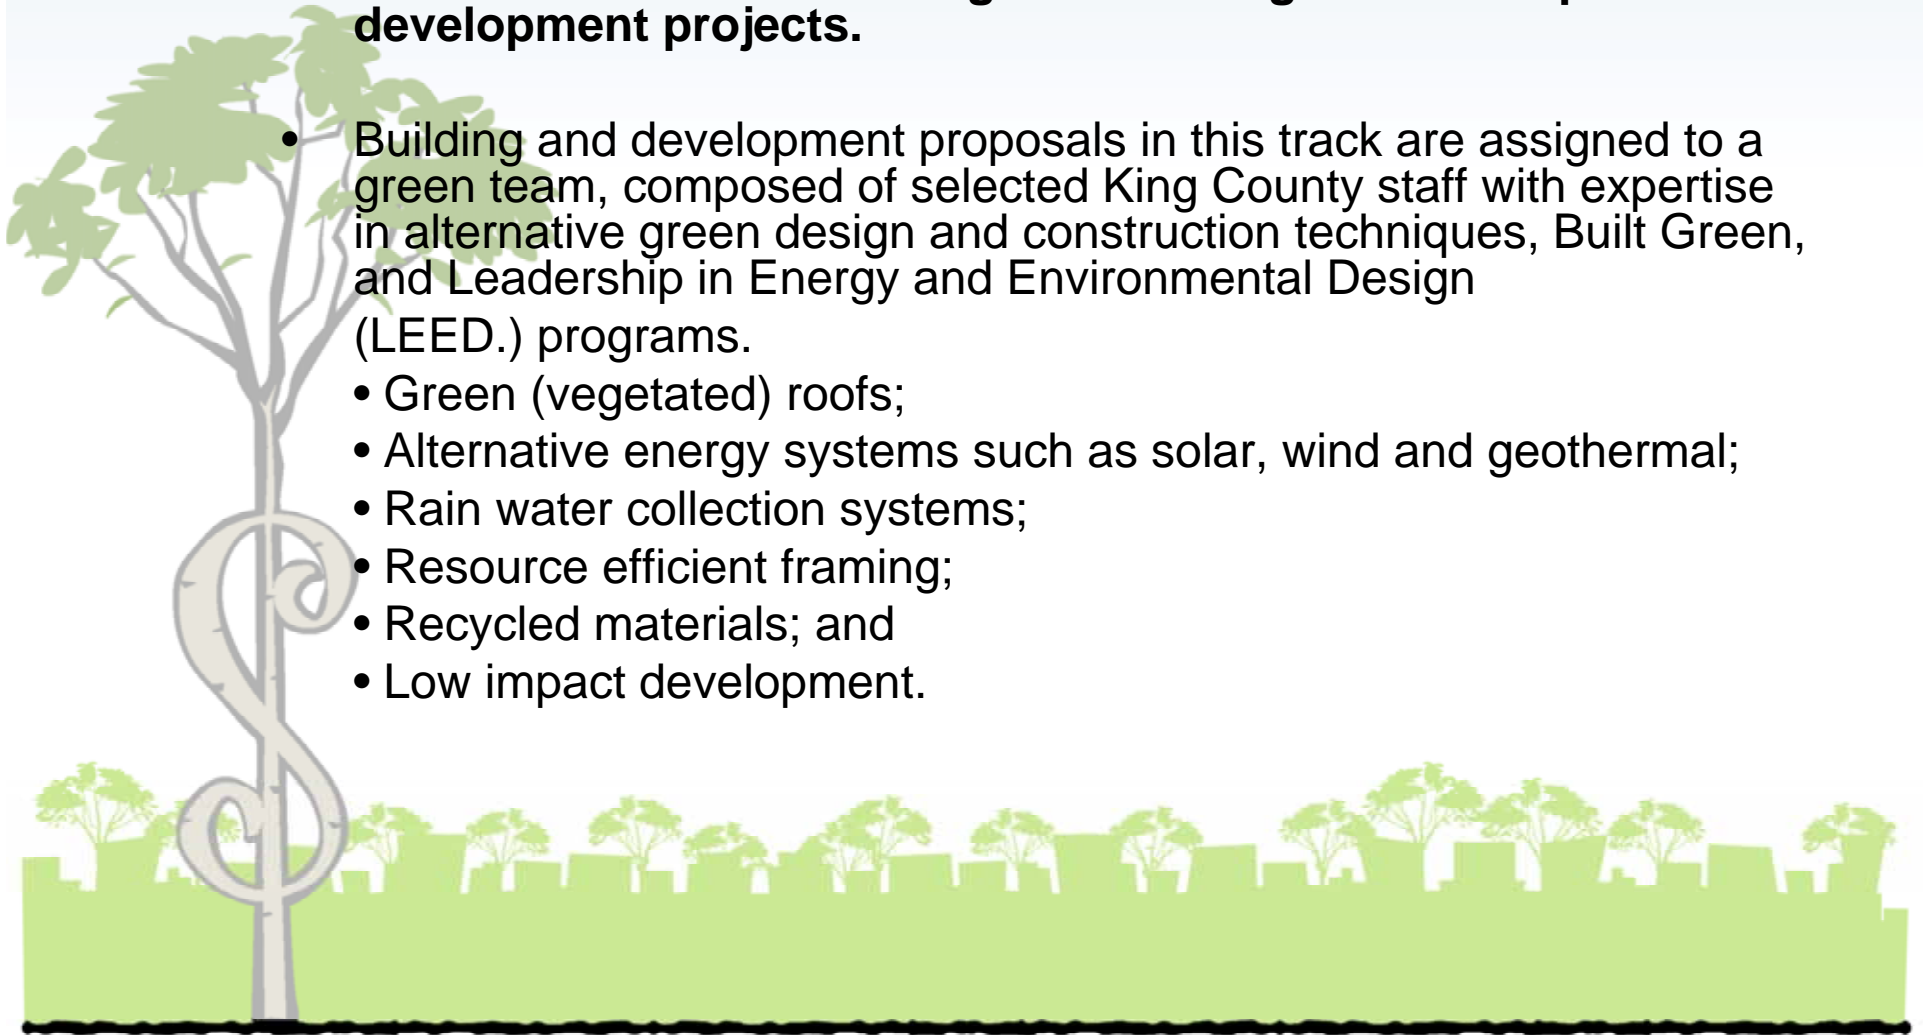 development projects.
• Building and development proposals in this track are assigned to a
green team, composed of selected King County staff with expertise
in alternative green design and construction techniques, Built Green,
and Leadership in Energy and Environmental Design
(LEED.) programs.
• Green (vegetated) roofs;
• Alternative energy systems such as solar, wind and geothermal;
• Rain water collection systems;
• Resource efficient framing;
• Recycled materials; and
• Low impact development.